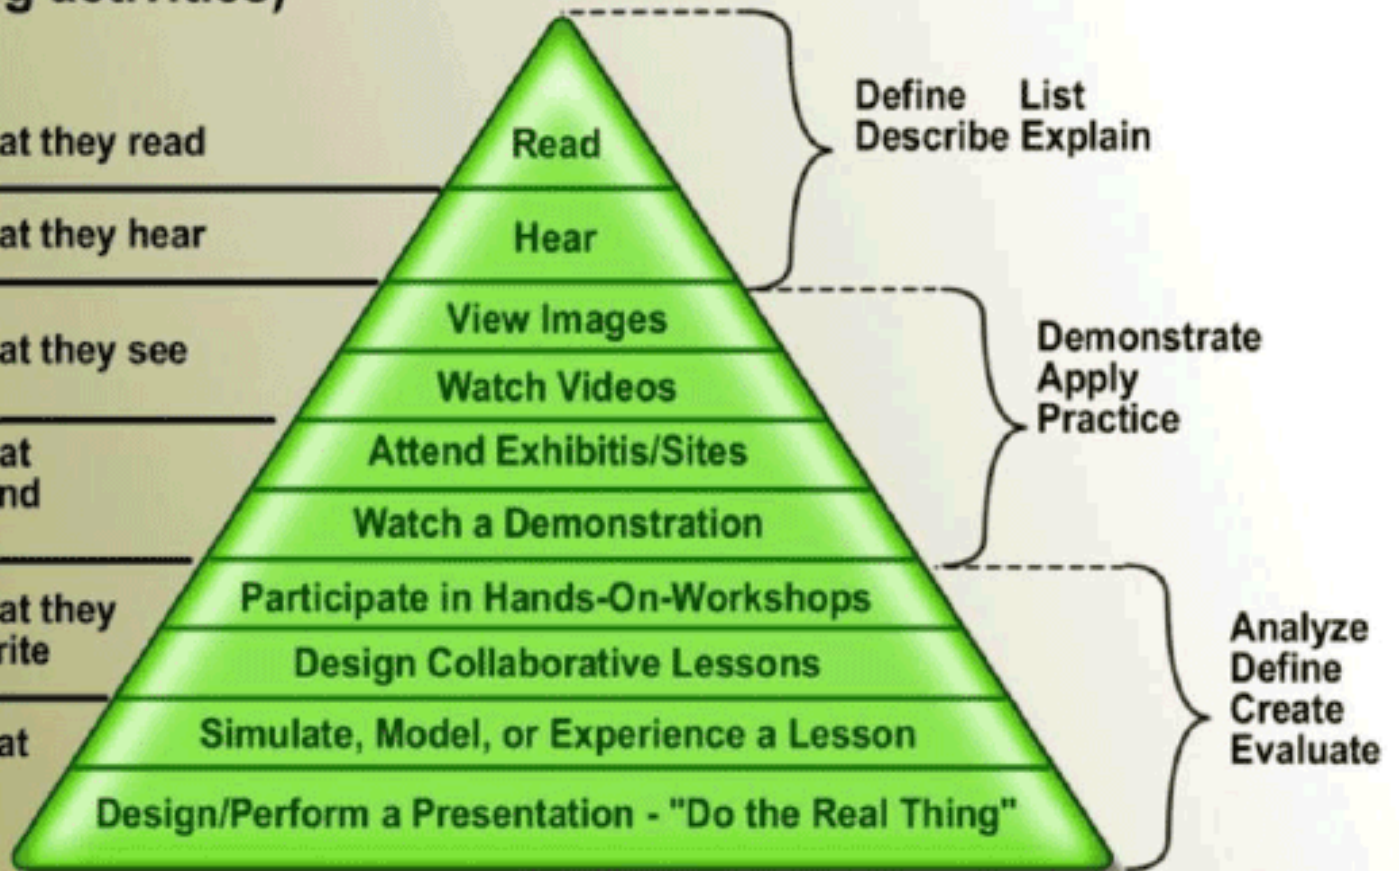 g activities)
at they read
at they hear
at they see
at
nd
at they
rite
at
Read
Hear
View Images
Watch Videos
Attend Exhibitis/Sites
Watch a Demonstration
Participate in Hands-On-Workshops
Design Collaborative Lessons
Simulate, Model, or Experience a Lesson
Design/Perform a Presentation - "Do the Real Thing"
Define List
Describe Explain
Demonstrate
Apply
Practice
Analyze
Define
Create
Evaluate